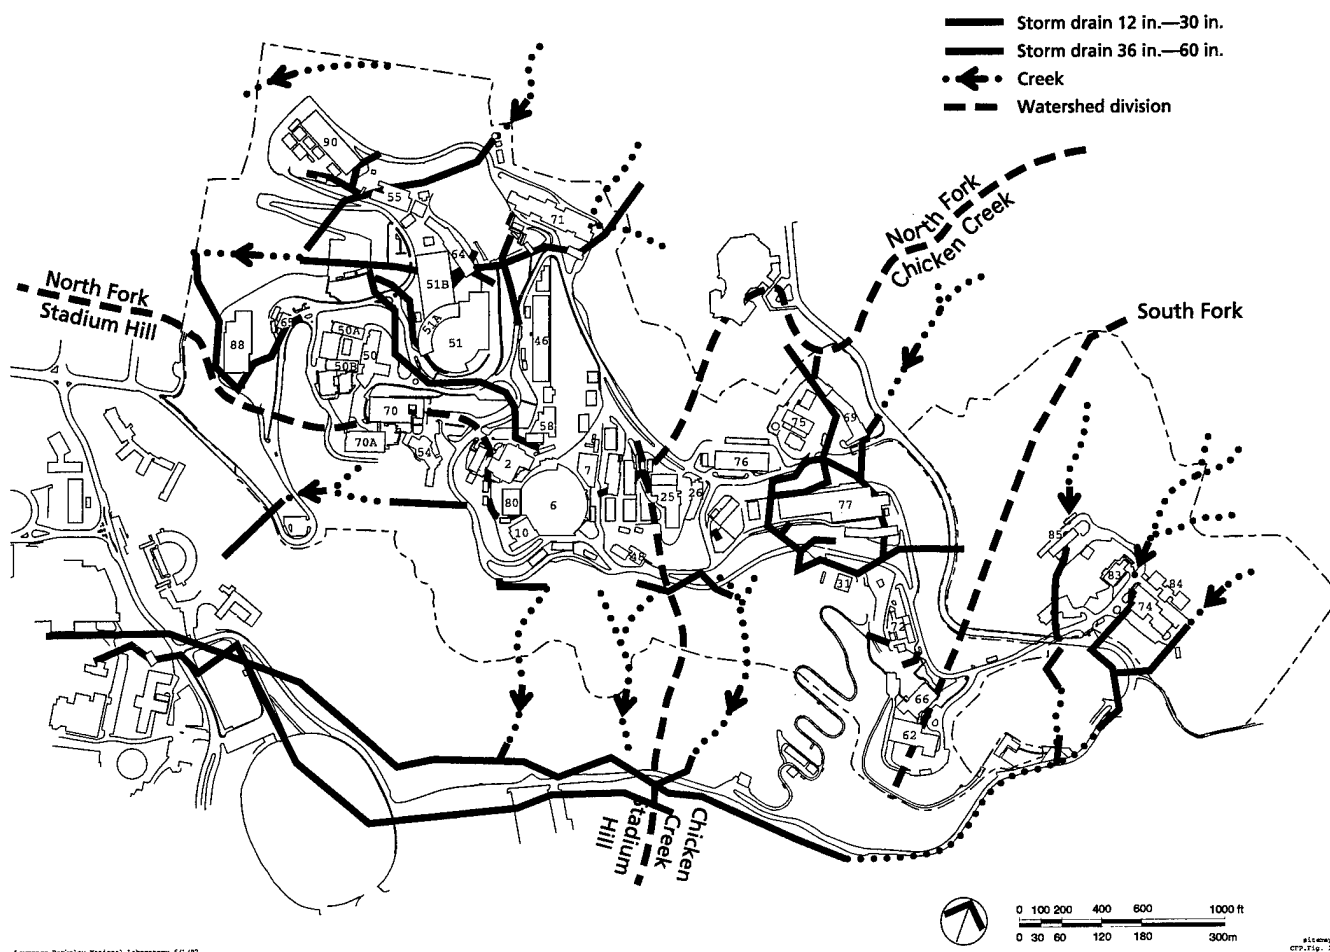 Storm drain 12 in.—30 in.
Storm drain 36 in.—60 in.
Creek
Watershed division
90
55
71
North Fork
Chicken Creek
64
51B
North Fork
Stadium Hill
South Fork
65
88
50A
50
50B
51A
51
46
70
70A
54
58
2
7
75
69
76
25
26
77
80
6
10
31
85
83
84
74
72
66
62
Chicken
Creek
Stadium
Hill
0 100 200 400 600 1000 ft
0 30 60 120 180 300m